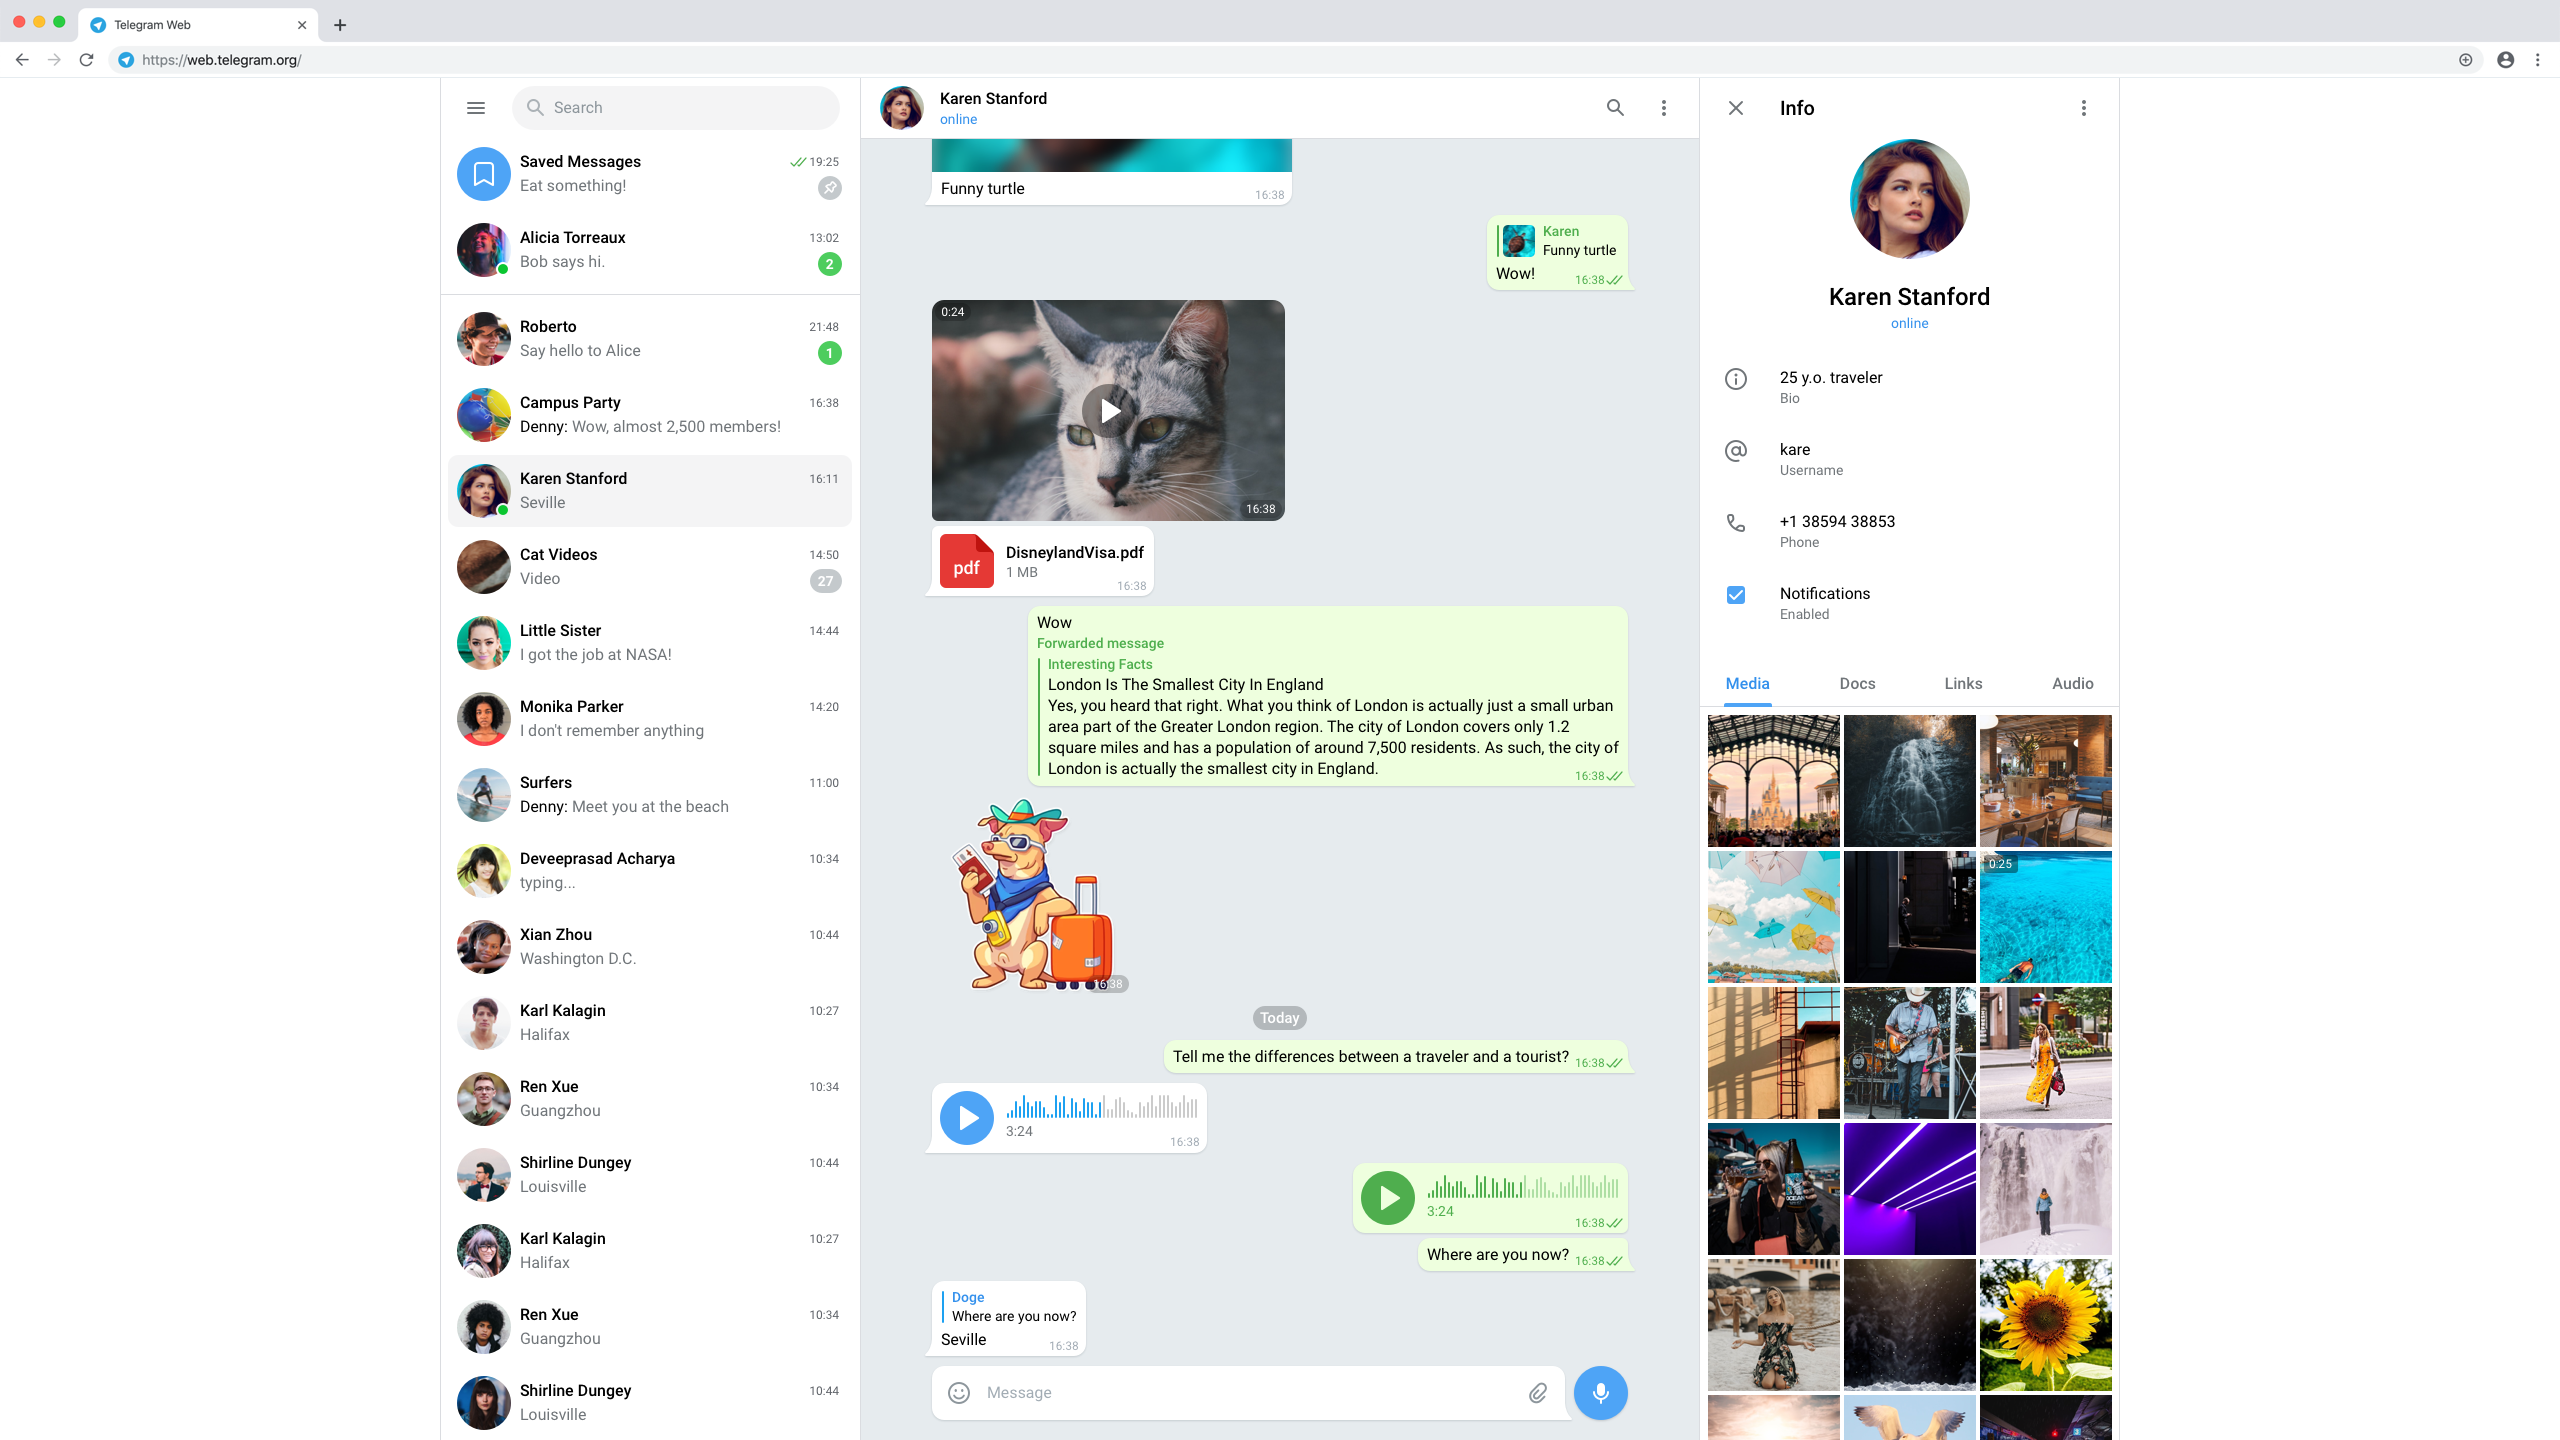 Telegram Web
https://web.telegram.org/
Search
Saved Messages
19:25
Eat something!
Alicia Torreaux
13:02
Bob says hi.
2
Roberto
21:48
Say hello to Alice
1
Campus Party
16:38
Denny: Wow, almost 2,500 members!
Karen Stanford
16:11
Seville
Cat Videos
14:50
Video
27
Little Sister
14:44
I got the job at NASA!
Monika Parker
14:20
I don't remember anything
Surfers
11:00
Denny: Meet you at the beach
Deveeprasad Acharya
10:34
typing...
Xian Zhou
10:44
Washington D.C.
Karl Kalagin
10:27
Halifax
Ren Xue
10:34
Guangzhou
Shirline Dungey
10:44
Louisville
Karl Kalagin
10:27
Halifax
Ren Xue
10:34
Guangzhou
Shirline Dungey
10:44
Louisville
Karen Stanford
online
Funny turtle
16:38
Karen
Funny turtle
Wow!
16:38
0:24
16:38
pdf
DisneylandVisa.pdf
1 MB
16:38
Wow
Forwarded message
Interesting Facts
London Is The Smallest City In England
Yes, you heard that right. What you think of London is actually just a small urban
area part of the Greater London region. The city of London covers only 1.2
square miles and has a population of around 7,500 residents. As such, the city of
London is actually the smallest city in England.
16:38
16:38
Today
Tell me the differences between a traveler and a tourist?
16:38
3:24
16:38
3:24
16:38
Where are you now?
16:38
Doge
Where are you now?
Seville
16:38
Message
Info
Karen Stanford
online
25 y.o. traveler
Bio
kare
Username
+1 38594 38853
Phone
Notifications
Enabled
Media
Docs
Links
Audio
0:25